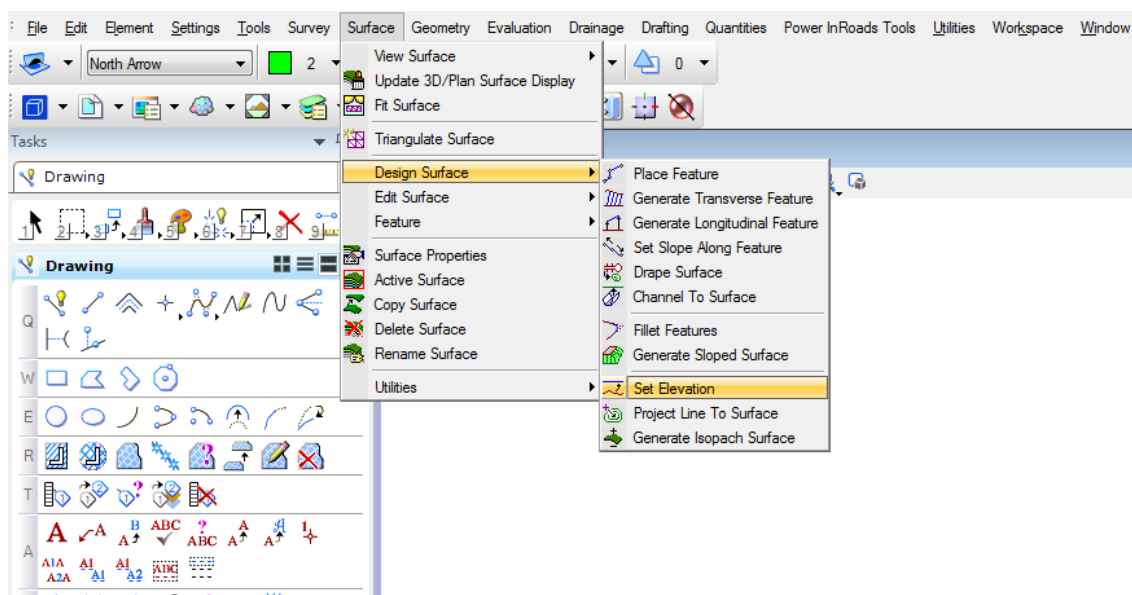 File Edit Element Settings Tools Survey Surface Geometry Evaluation Drainage Drafting Quantities Power InRoads Tools Utilities Workspace Window
North Arrow 2 0
View Surface
Update 3D/Plan Surface Display
Fit Surface
Tasks
Triangulate Surface
Drawing
Design Surface
Edit Surface
Feature
Surface Properties
Active Surface
Copy Surface
Delete Surface
Rename Surface
Utilities
Place Feature
Generate Transverse Feature
Generate Longitudinal Feature
Set Slope Along Feature
Drape Surface
Channel To Surface
Fillet Features
Generate Sloped Surface
Set Elevation
Project Line To Surface
Generate Isopach Surface
1 2 3 4 5 6 7 8 9
Drawing
Q
W
E
R
T
A
A A B A ABC ? ABC A A A A 1
A1A A2A A1 A1 A1 A2 ABC